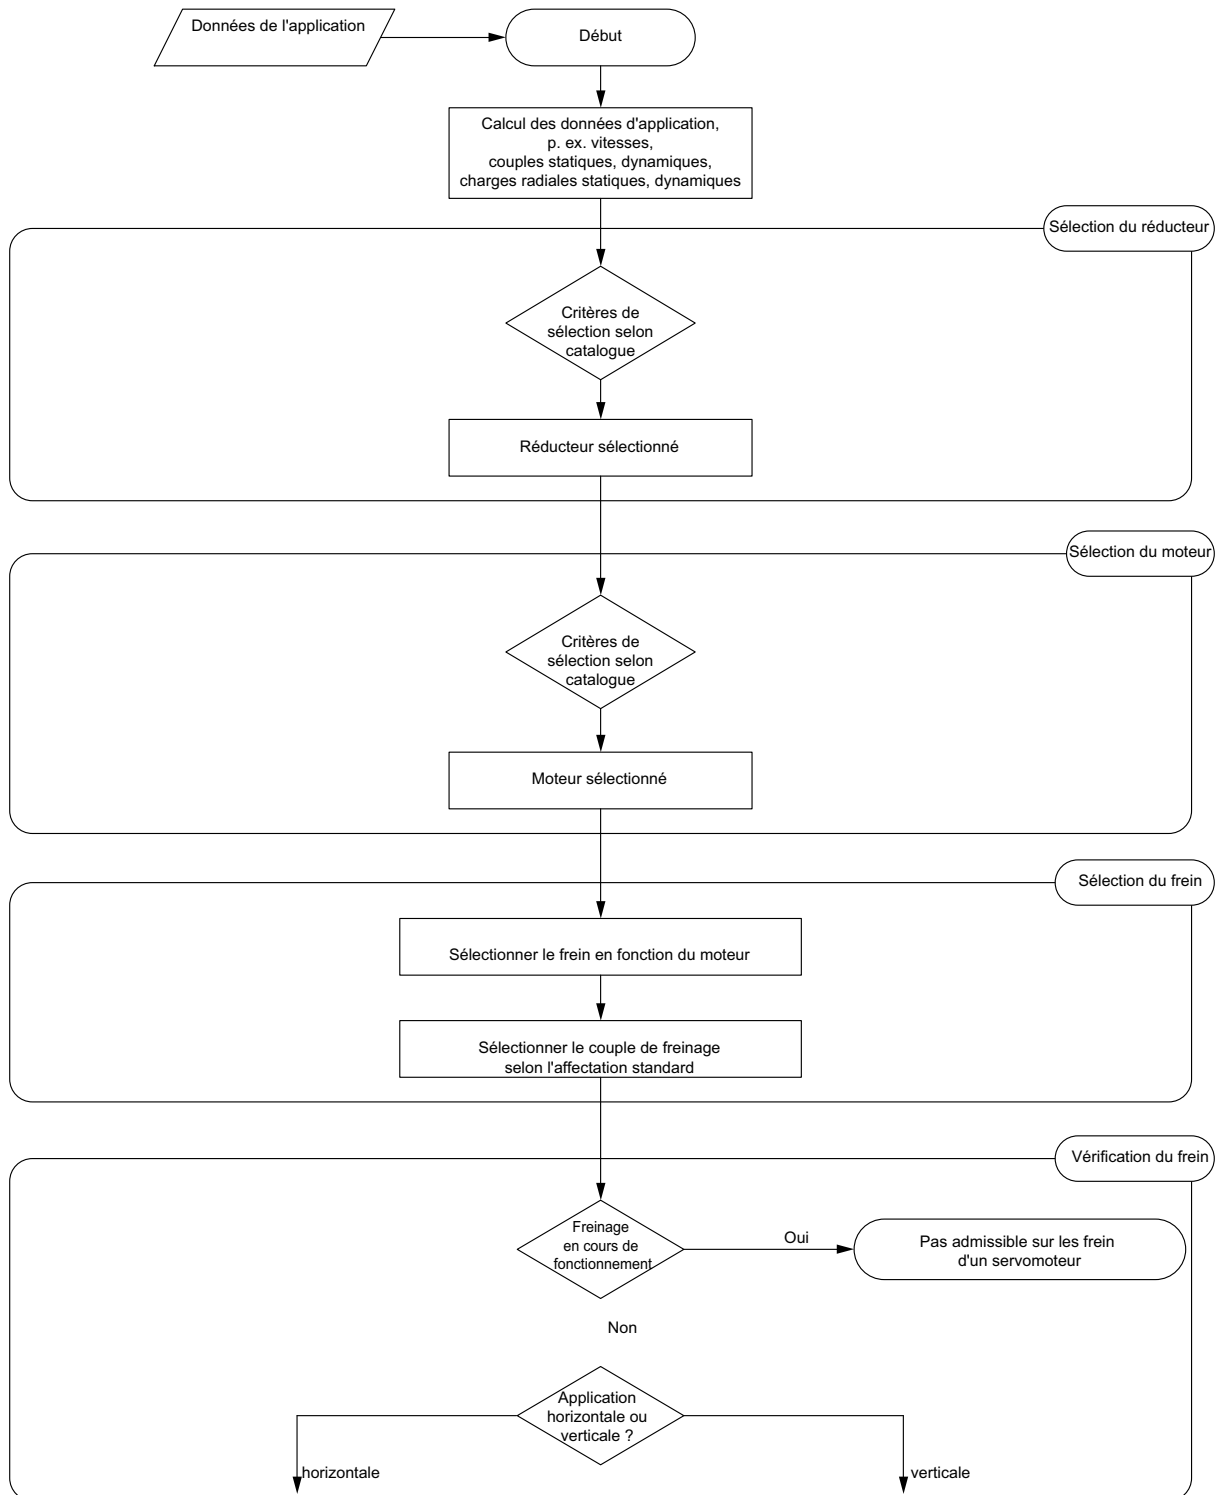 Données de l'application
Début
Calcul des données d'application,
p. ex. vitesses,
couples statiques, dynamiques,
charges radiales statiques, dynamiques
Sélection du réducteur
Critères de
sélection selon
catalogue
Réducteur sélectionné
Sélection du moteur
Critères de
sélection selon
catalogue
Moteur sélectionné
Sélection du frein
Sélectionner le frein en fonction du moteur
Sélectionner le couple de freinage
selon l'affectation standard
Vérification du frein
Freinage
en cours de
fonctionnement
Oui
Pas admissible sur les frein
d'un servomoteur
Non
Application
horizontale ou
verticale ?
horizontale
verticale